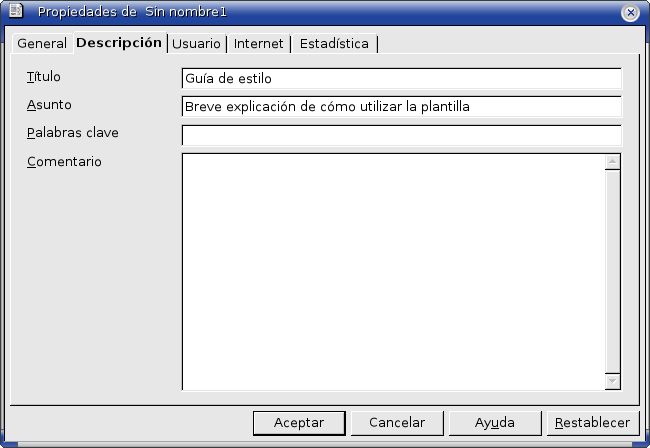 Propiedades de Sin nombre1
General Descripción Usuario Internet Estadística
Título Guía de estilo
Asunto Breve explicación de cómo utilizar la plantilla
Palabras clave
Comentario
Aceptar Cancelar Ayuda Restablecer